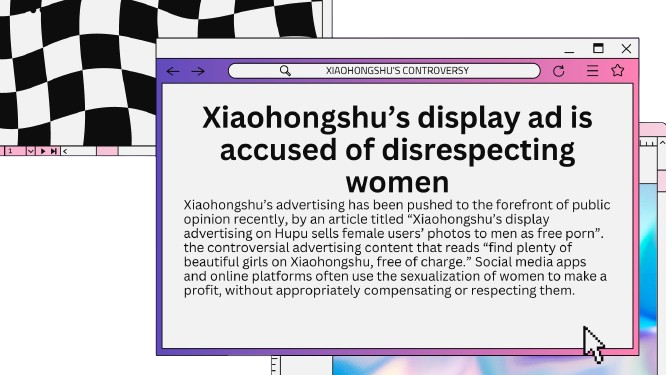 XIAOHONGSHU'S CONTROVERSY
Xiaohongshu’s display ad is
accused of disrespecting
women
Xiaohongshu’s advertising has been pushed to the forefront of public
opinion recently, by an article titled “Xiaohongshu’s display
advertising on Hupu sells female users’ photos to men as free porn”.
the controversial advertising content that reads “find plenty of
beautiful girls on Xiaohongshu, free of charge.” Social media apps
and online platforms often use the sexualization of women to make a
profit, without appropriately compensating or respecting them.
1